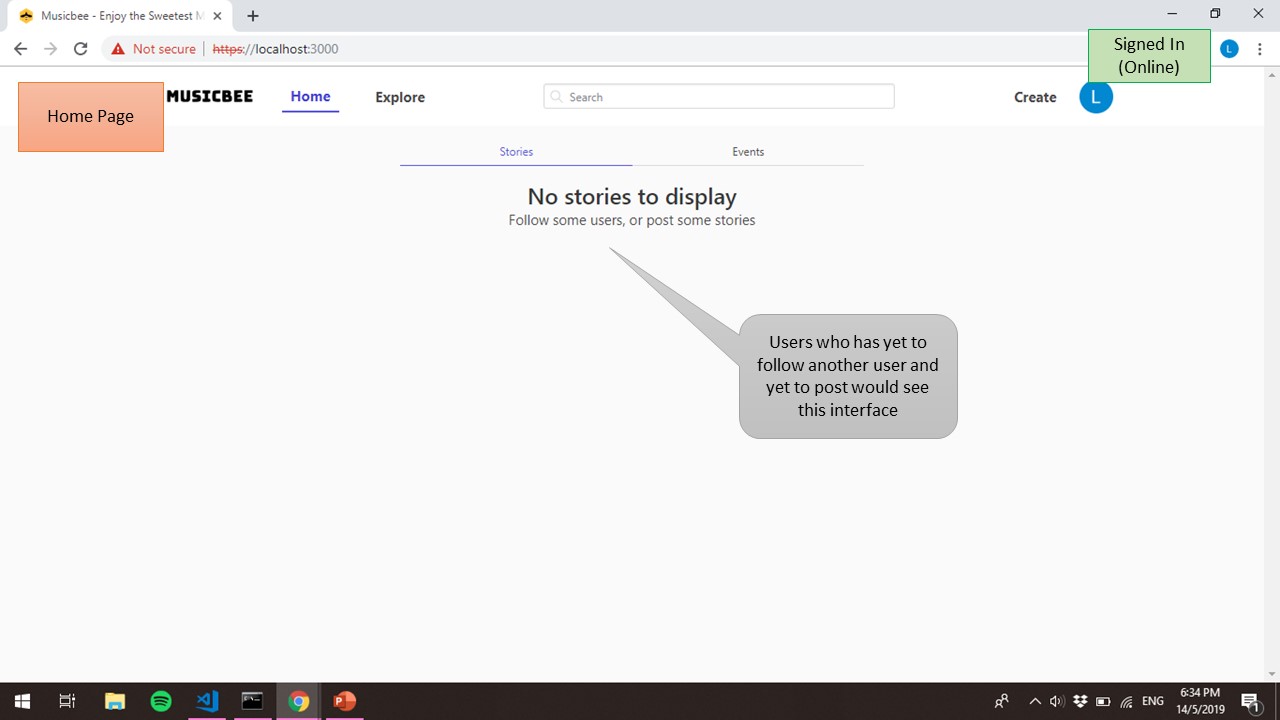 Musicbee - Enjoy the Sweetest M
Not secure
https://localhost:3000
L
Signed In
(Online)
Home Page
MUSICBEE
Home
Explore
Search
Create
L
Stories
Events
No stories to display
Follow some users, or post some stories
Users who has yet to
follow another user and
yet to post would see
this interface
ENG
6:34 PM
14/5/2019
1